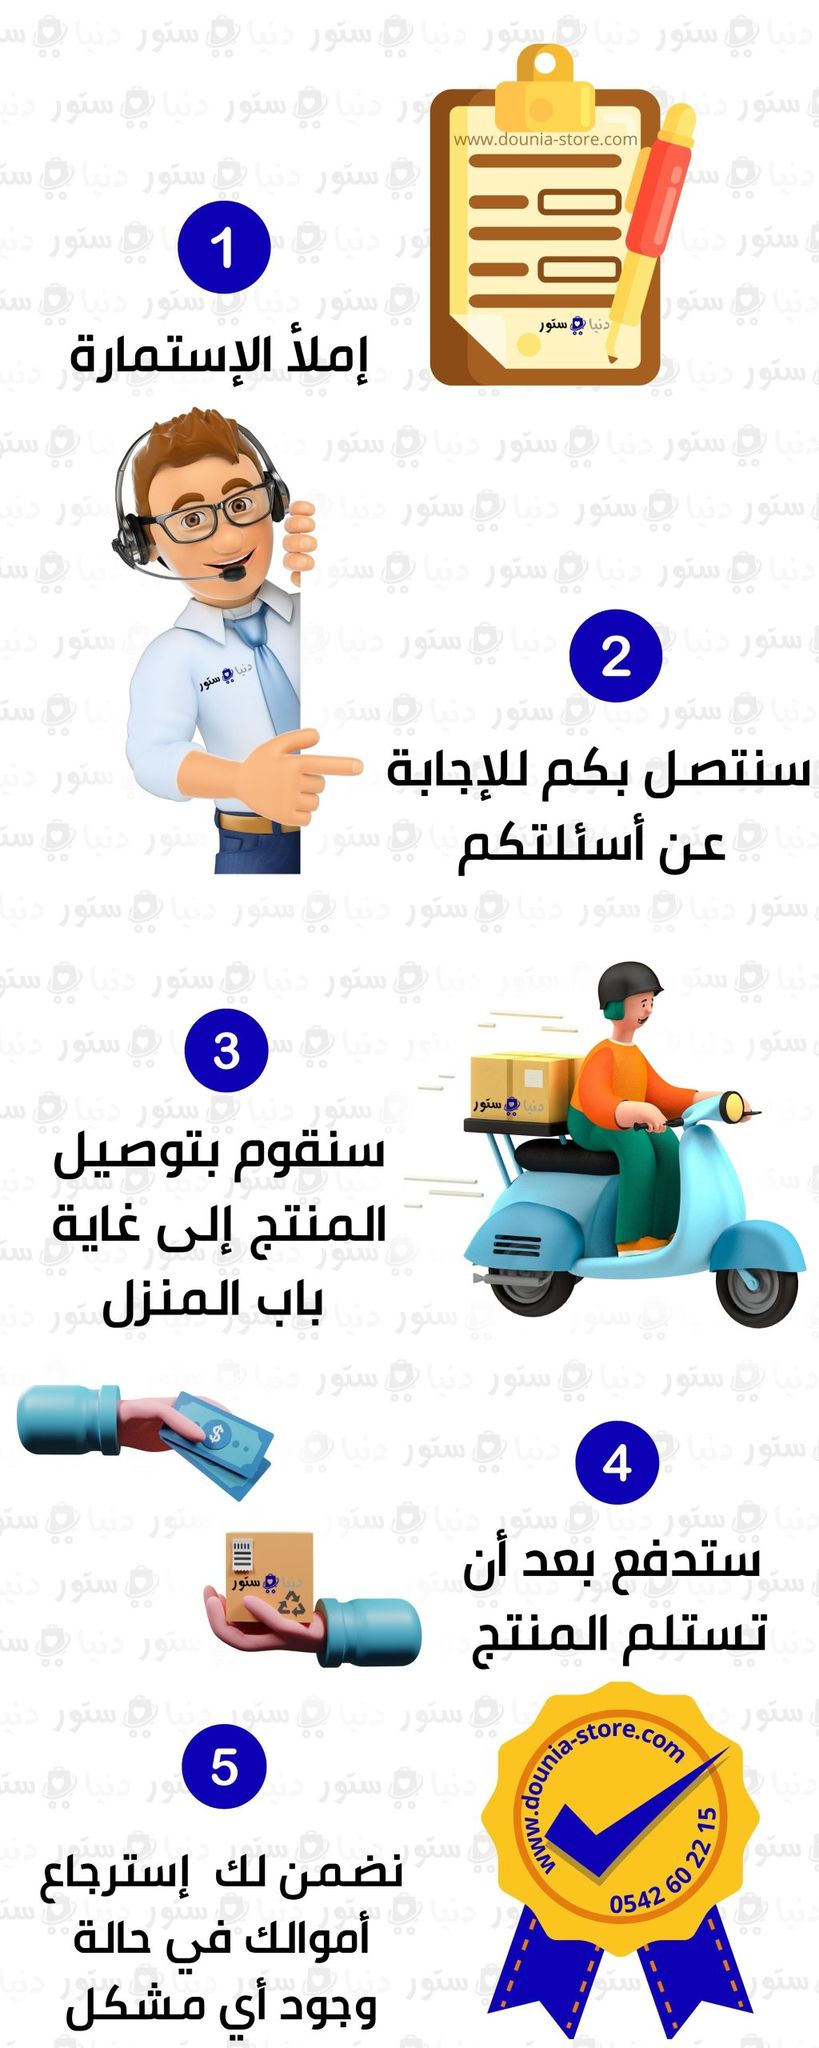 www.dounia-store.com
دنيا ستور
1
إملأ الإستمارة
دنيا ستور
2
سنتصل بكم للإجابة
عن أسئلتكم
3
دنيا ستور
سنقوم بتوصيل
المنتج إلى غاية
باب المنزل
$
4
دنيا ستور
ستدفع بعد أن
تستلم المنتج
5
www.dounia-store.com
0542 60 22 15
نضمن لك إسترجاع
أموالك في حالة
وجود أي مشكل